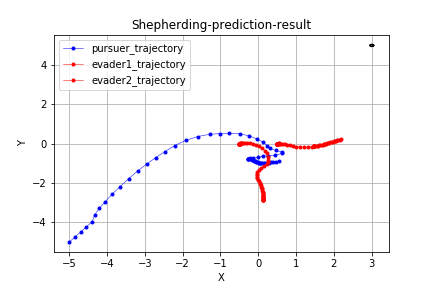 Shepherding-prediction-result
pursuer_trajectory
evader1_trajectory
evader2_trajectory
Y
4
2
0
−2
−4
−5 −4 −3 −2 −1 0 1 2 3
X